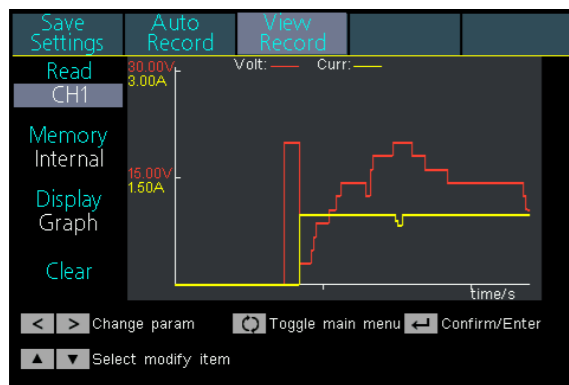 Save Settings
Auto Record
View Record
Read
CH1
Memory
Internal
Display
Graph
Clear
30.00V
3.00A
Volt:
Curr:
15.00V
1.50A
time/s
< > Change param
Toggle main menu
Confirm/Enter
▲ ▼ Select modify item